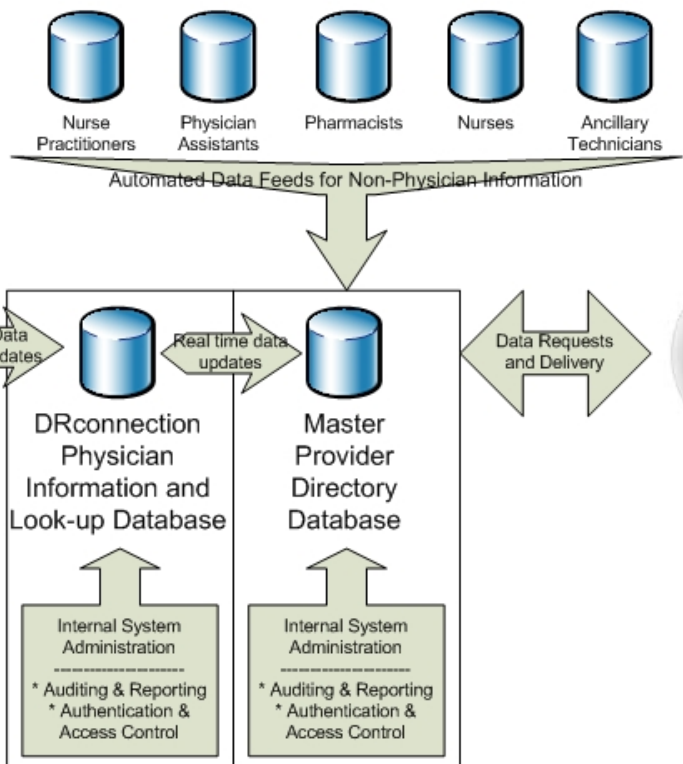 Nurse
Practitioners
Physician
Assistants
Pharmacists
Nurses
Ancillary
Technicians
Automated Data Feeds for Non-Physician Information
Data
Real time data
updates
Data Requests
and Delivery
DRconnection
Physician
Information and
Look-up Database
Master
Provider
Directory
Database
Internal System
Administration
----------------------
* Auditing & Reporting
* Authentication &
Access Control
Internal System
Administration
----------------------
* Auditing & Reporting
* Authentication &
Access Control